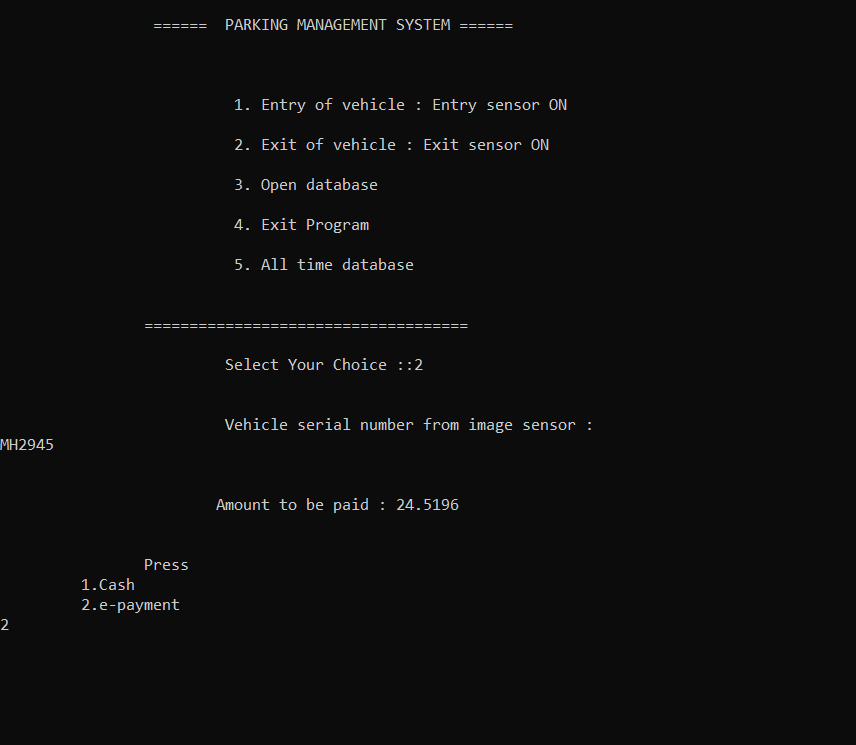 ====== PARKING MANAGEMENT SYSTEM ======
1. Entry of vehicle : Entry sensor ON
2. Exit of vehicle : Exit sensor ON
3. Open database
4. Exit Program
5. All time database
====================================
Select Your Choice ::2
Vehicle serial number from image sensor :
MH2945
Amount to be paid : 24.5196
Press
1.Cash
2.e-payment
2